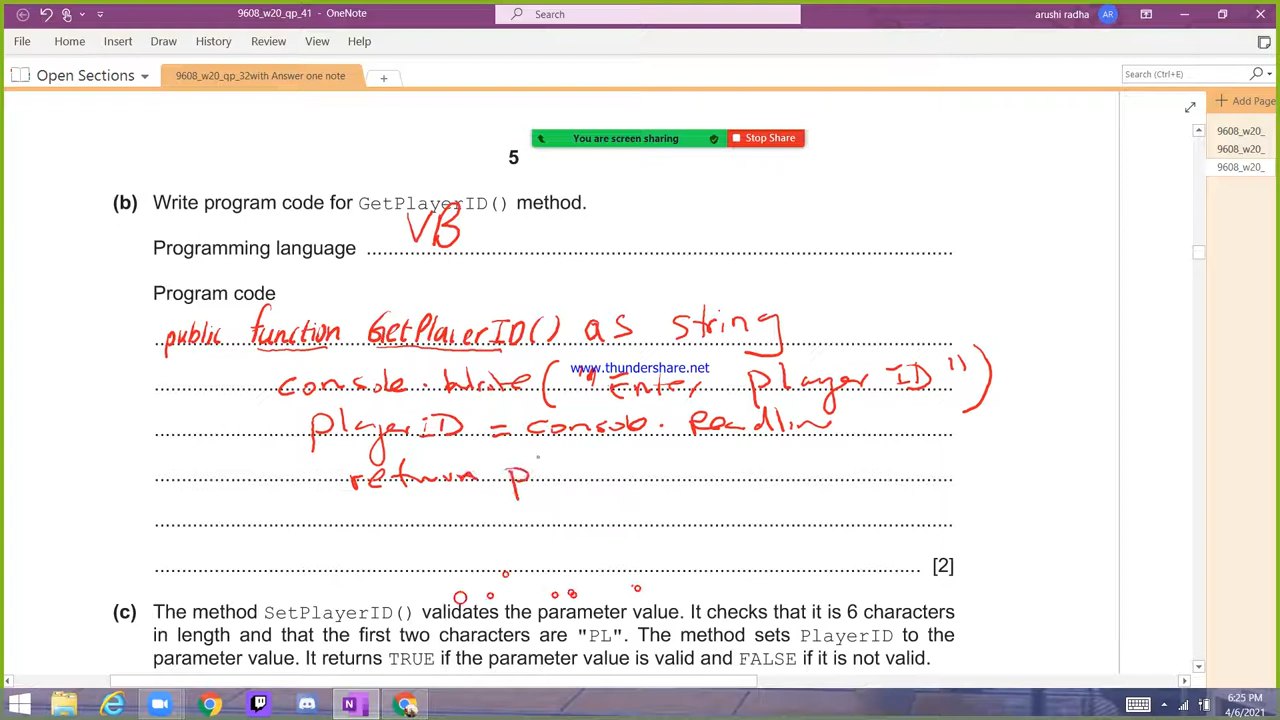 9608_w20_qp_41 - OneNote
Search
arushi radha AR
File Home Insert Draw History Review View Help
Open Sections
9608_w20_qp_32with Answer one note
+
Search (Ctrl+E)
+ Add Page
You are screen sharing
Stop Share
9608_w20_
9608_w20_
9608_w20_
5
(b) Write program code for GetPlayerID() method.
VB
Programming language
Program code
public function GetPlayerID() as string
www.thundershare.net
console.write("Enter player ID")
playerID = console.Readline
return p
[2]
(c) The method SetPlayerID() validates the parameter value. It checks that it is 6 characters
in length and that the first two characters are "PL". The method sets PlayerID to the
parameter value. It returns TRUE if the parameter value is valid and FALSE if it is not valid.
6:25 PM
4/6/2021